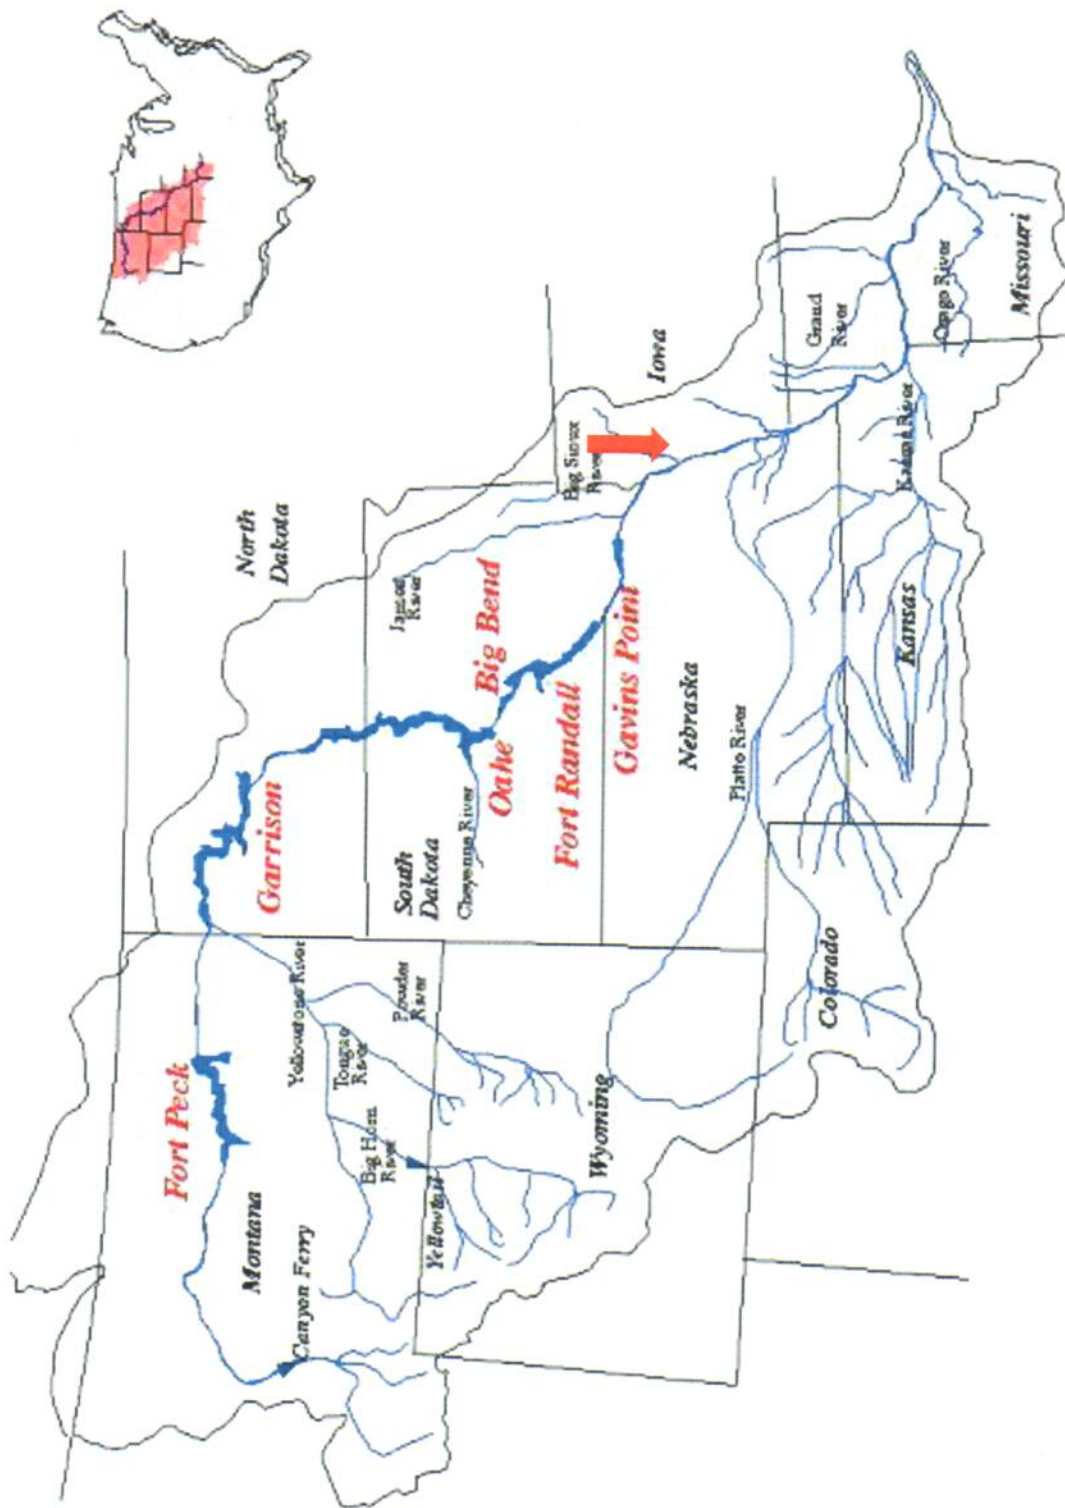 North
Dakota
Iowa
Big Sioux
River
James
River
Big Bend
Grand
River
Osage River
Missouri
Kansas River
Gavins Point
Kansas
Fort Randall
Nebraska
Oahe
Platte River
Garrison
South
Dakota
Cheyenne River
Yellowstone River
Powder
River
Colorado
Fort Peck
Tongue
River
Wyoming
Big Horn
River
Yellowtail
Montana
Canyon Ferry